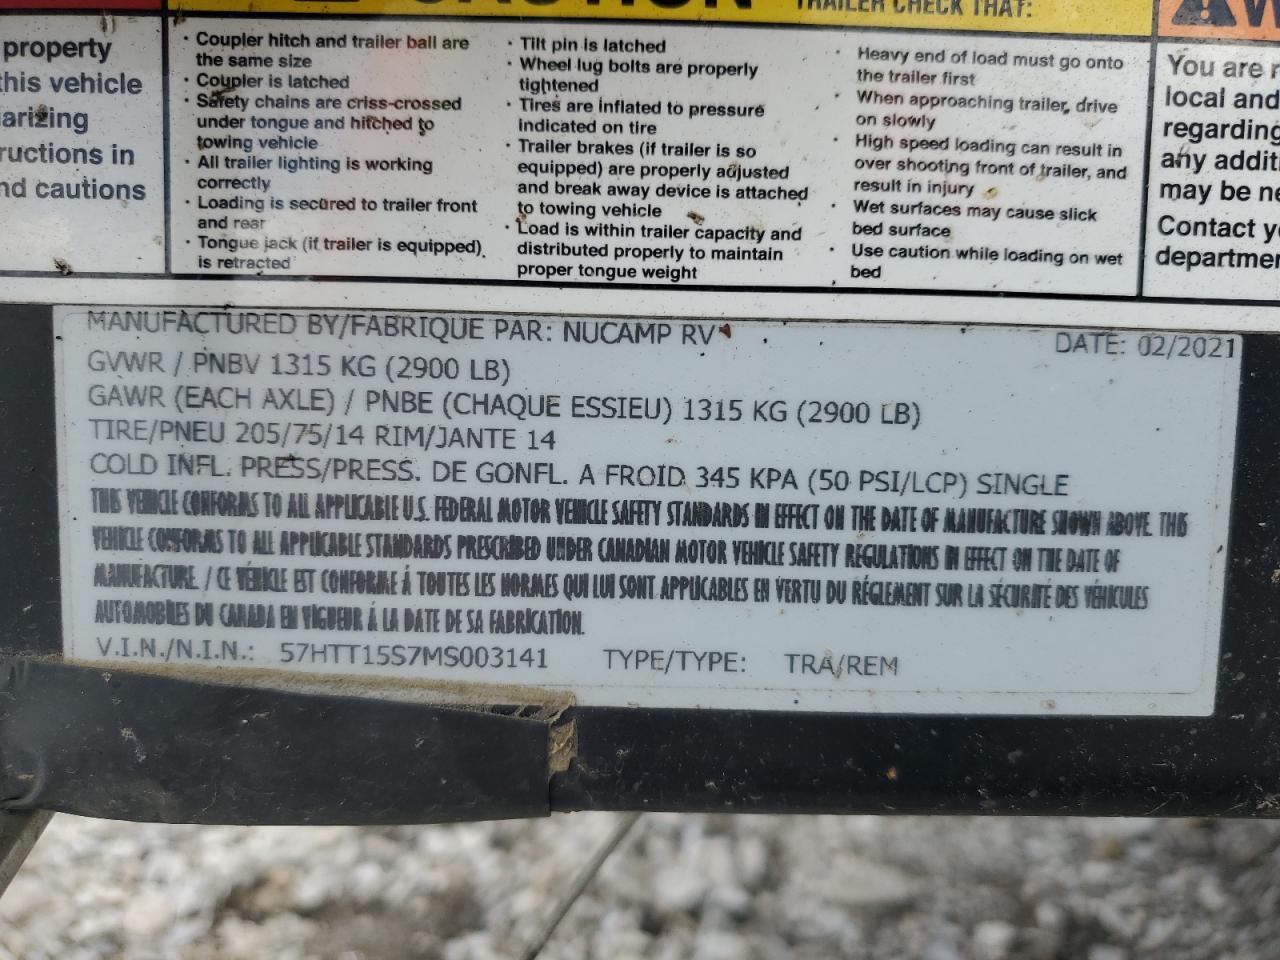 CAUTION
TRAILER CHECK THAT:
property
this vehicle
ructions in
nd cautions
· Coupler hitch and trailer ball are
the same size
· Coupler is latched
· Safety chains are criss-crossed
under tongue and hitched to
towing vehicle
· All trailer lighting is working
correctly
· Loading is secured to trailer front
and rear
· Tongue jack (if trailer is equipped)
is retracted
· Tilt pin is latched
· Wheel lug bolts are properly
tightened
· Tires are inflated to pressure
indicated on tire
· Trailer brakes (if trailer is so
equipped) are properly adjusted
and break away device is attached
to towing vehicle
· Load is within trailer capacity and
distributed properly to maintain
proper tongue weight
· Heavy end of load must go onto
the trailer first
· When approaching trailer, drive
on slowly
· High speed loading can result in
over shooting front of trailer, and
result in injury
· Wet surfaces may cause slick
bed surface
· Use caution while loading on wet
bed
You are
local and
regarding
any addit
may be ne
Contact y
departmen
MANUFACTURED BY/FABRIQUE PAR: NUCAMP RV
DATE: 02/2021
GVWR / PNBV 1315 KG (2900 LB)
GAWR (EACH AXLE) / PNBE (CHAQUE ESSIEU) 1315 KG (2900 LB)
TIRE/PNEU 205/75/14 RIM/JANTE 14
COLD INFL. PRESS/PRESS. DE GONFL. A FROID 345 KPA (50 PSI/LCP) SINGLE
THIS VEHICLE CONFORMS TO ALL APPLICABLE U.S. FEDERAL MOTOR VEHICLE SAFETY STANDARDS IN EFFECT ON THE DATE OF MANUFACTURE SHOWN ABOVE. THIS
VEHICLE CONFORMS TO ALL APPLICABLE STANDARDS PRESCRIBED UNDER CANADIAN MOTOR VEHICLE SAFETY REGULATIONS IN EFFECT ON THE DATE OF
MANUFACTURE. / CE VÉHICLE EST CONFORME Á TOUTES LES NORMES QUI LUI SONT APPLICABLES EN VERTU DU RÉGLEMENT SUR LA SÉCURITÉ DES VÉHICULES
AUTOMOBILES DU CANADA EN VIGUEUR Á LA DATE DE SA FABRICATION.
V.I.N./N.I.N.: 57HTT15S7MS003141 TYPE/TYPE: TRA/REM